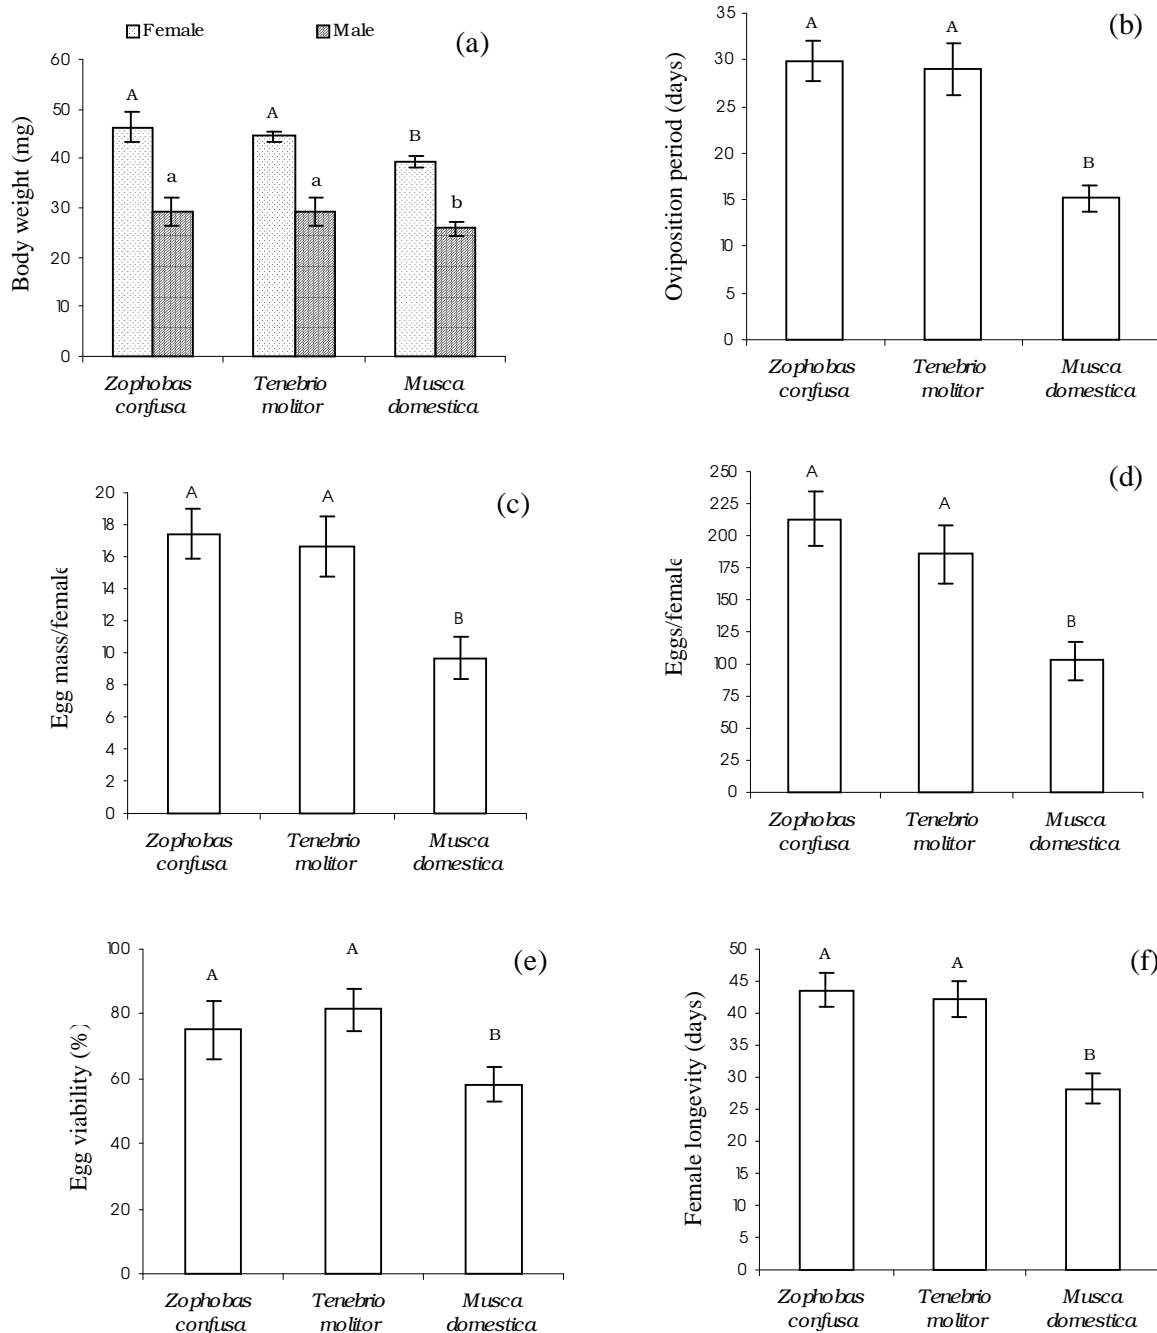 Female Male (a)
60
50
40
30
20
10
0
Body weight (mg)
A A B
a a b
Zophobas Tenebrio Musca
confusa molitor domestica
(b)
35
30
25
20
15
10
5
0
Oviposition period (days)
A A B
Zophobas Tenebrio Musca
confusa molitor domestica
(c)
20
18
16
14
12
10
8
6
4
2
0
Egg mass/female
A A B
Zophobas Tenebrio Musca
confusa molitor domestica
(d)
250
225
200
175
150
125
100
75
50
25
0
Eggs/female
A A B
Zophobas Tenebrio Musca
confusa molitor domestica
(e)
100
80
60
40
20
0
Egg viability (%)
A A B
Zophobas Tenebrio Musca
confusa molitor domestica
(f)
50
45
40
35
30
25
20
15
10
5
0
Female longevity (days)
A A B
Zophobas Tenebrio Musca
confusa molitor domestica